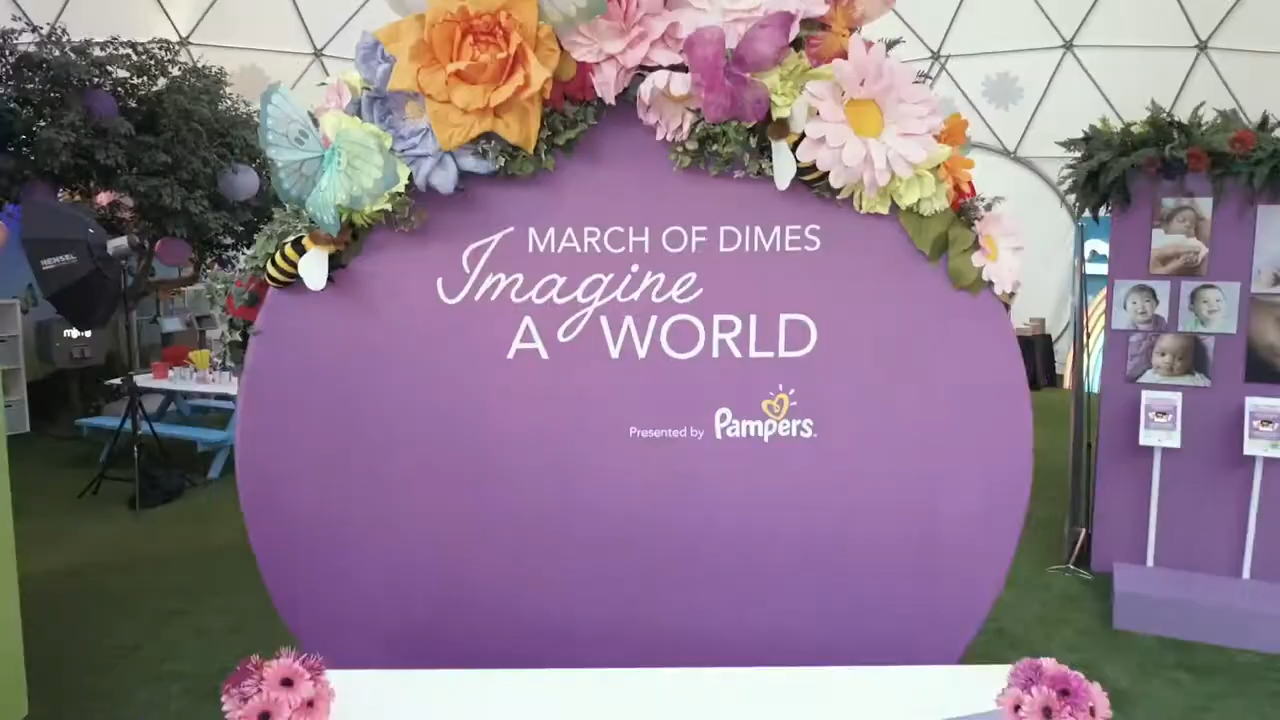 MARCH OF DIMES
Imagine
A WORLD
Presented by Pampers.
HENSEL